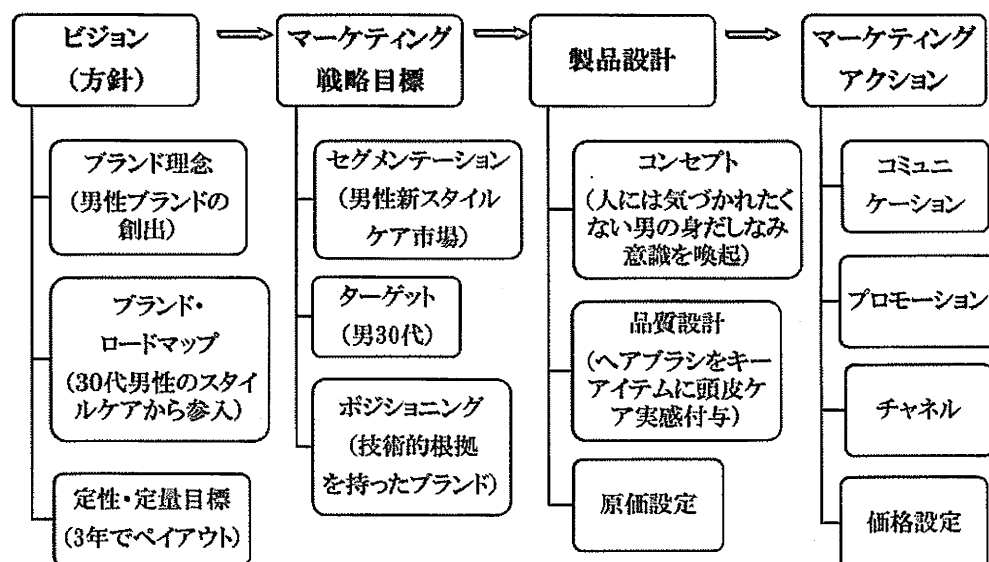 ビジョン
(方針)
ブランド理念
(男性ブランドの
創出)
ブランド・
ロードマップ
(30代男性のスタイ
ルケアから参入)
定性・定量目標
(3年でペイアウト)
マーケティング
戦略目標
セグメンテーション
(男性新スタイル
ケア市場)
ターゲット
(男30代)
ポジショニング
(技術的根拠
を持ったブランド)
製品設計
コンセプト
(人には気づかれたく
ない男の身だしなみ
意識を喚起)
品質設計
(ヘアブラシをキー
アイテムに頭皮ケ
ア実感付与)
原価設定
マーケティング
アクション
コミュニ
ケーション
プロモーション
チャネル
価格設定